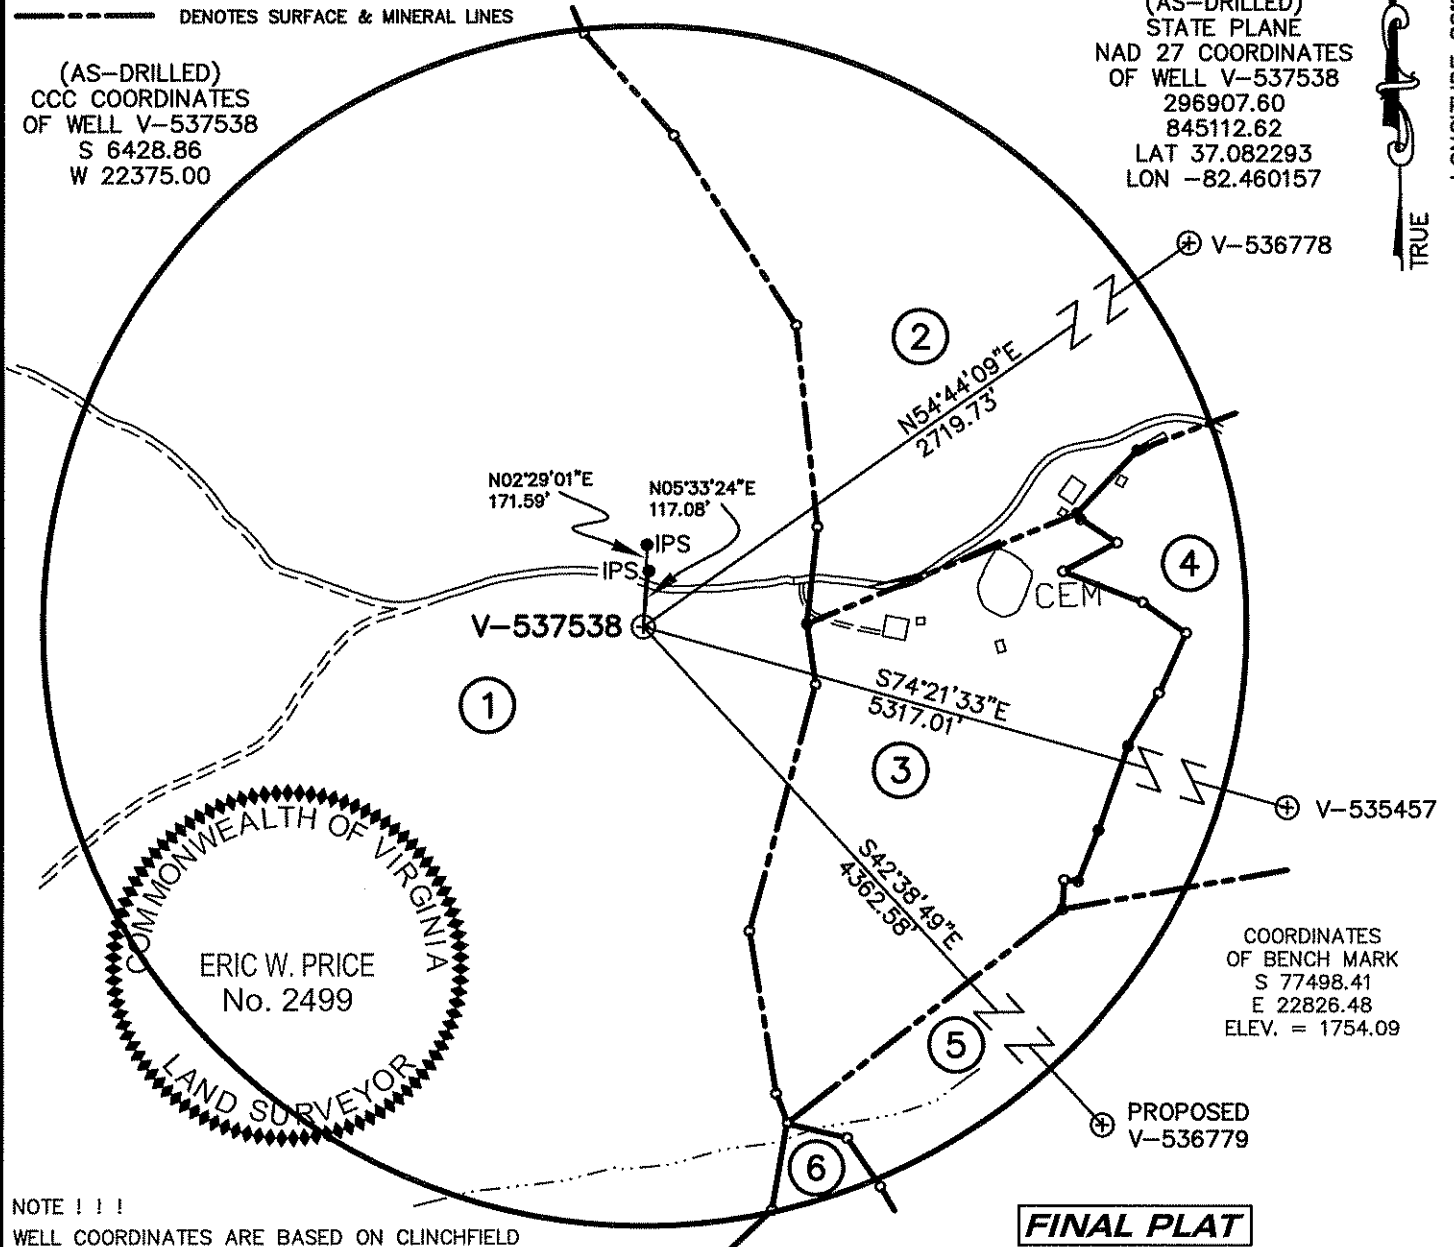 DENOTES SURFACE & MINERAL LINES
(AS-DRILLED)
CCC COORDINATES
OF WELL V-537538
S 6428.86
W 22375.00
(AS-DRILLED)
STATE PLANE
NAD 27 COORDINATES
OF WELL V-537538
296907.60
845112.62
LAT 37.082293
LON -82.460157
TRUE
V-536778
2
N54°44'09"E
2719.73'
N02°29'01"E
171.59'
N05°33'24"E
117.08'
IPS
IPS
V-537538
4
CEM
1
S74°21'33"E
5317.01'
3
V-535457
S42°38'49"E
4362.58'
COMMONWEALTH OF VIRGINIA
ERIC W. PRICE
No. 2499
LAND SURVEYOR
COORDINATES
OF BENCH MARK
S 77498.41
E 22826.48
ELEV. = 1754.09
5
PROPOSED
V-536779
6
NOTE ! ! !
WELL COORDINATES ARE BASED ON CLINCHFIELD
FINAL PLAT